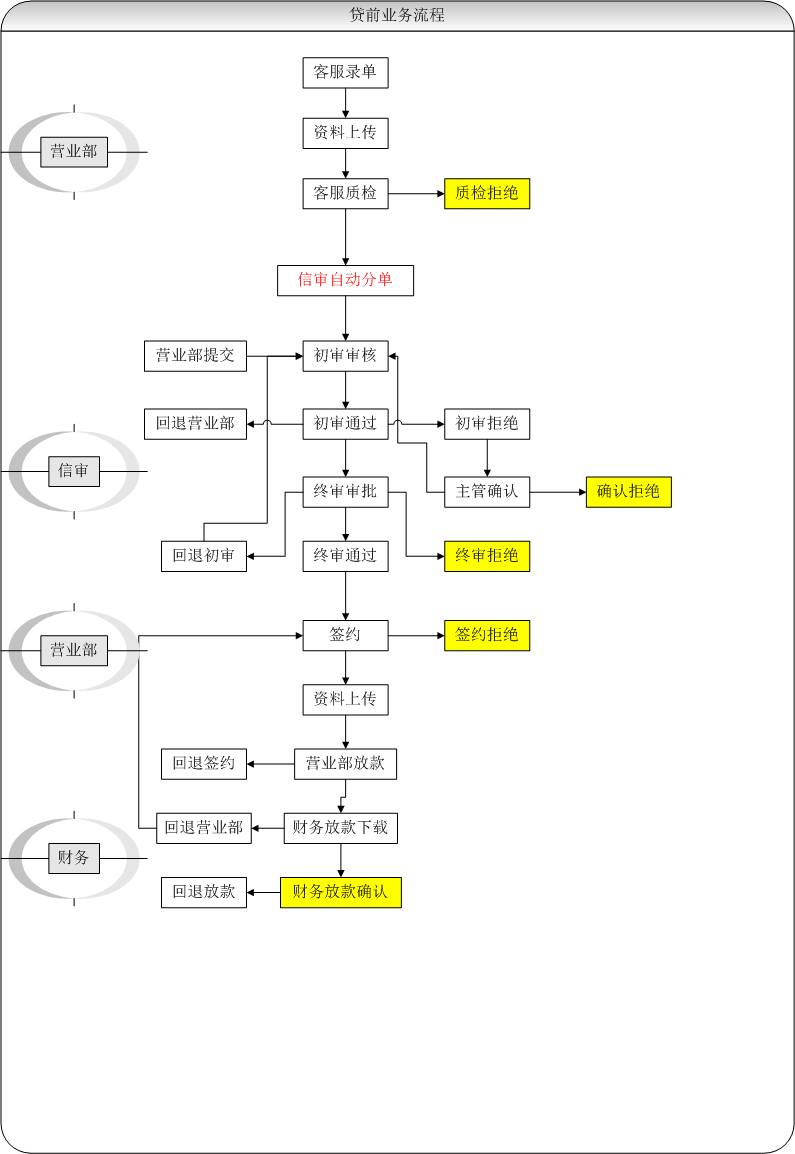 贷前业务流程
客服录单
资料上传
营业部
客服质检
质检拒绝
信审自动分单
营业部提交
初审审核
回退营业部
初审通过
初审拒绝
信审
终审审批
主管确认
确认拒绝
回退初审
终审通过
终审拒绝
营业部
签约
签约拒绝
资料上传
回退签约
营业部放款
回退营业部
财务放款下载
财务
回退放款
财务放款确认